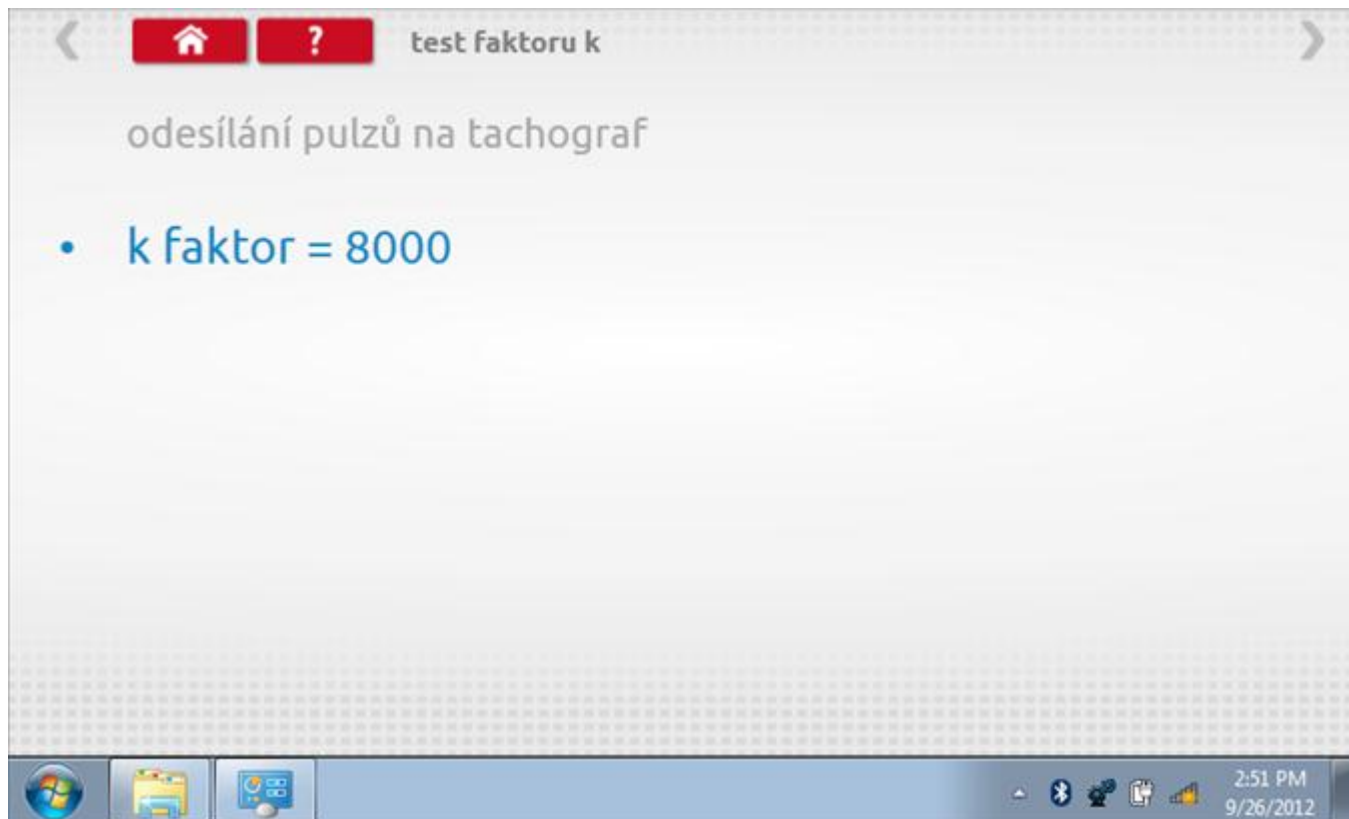 ? test faktoru k
odesílání pulzů na tachograf
• k faktor = 8000
2:51 PM
9/26/2012